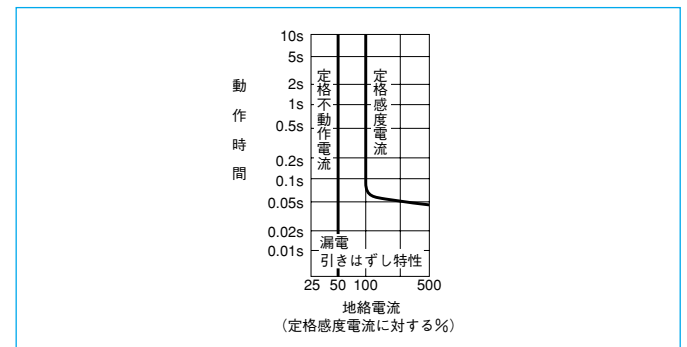 10s
5s
2s
1s
0.5s
0.2s
0.1s
0.05s
0.02s
0.01s
動作時間
定格不動作電流
定格感度電流
漏電
引きはずし特性
25 50 100 500
地絡電流
（定格感度電流に対する％）